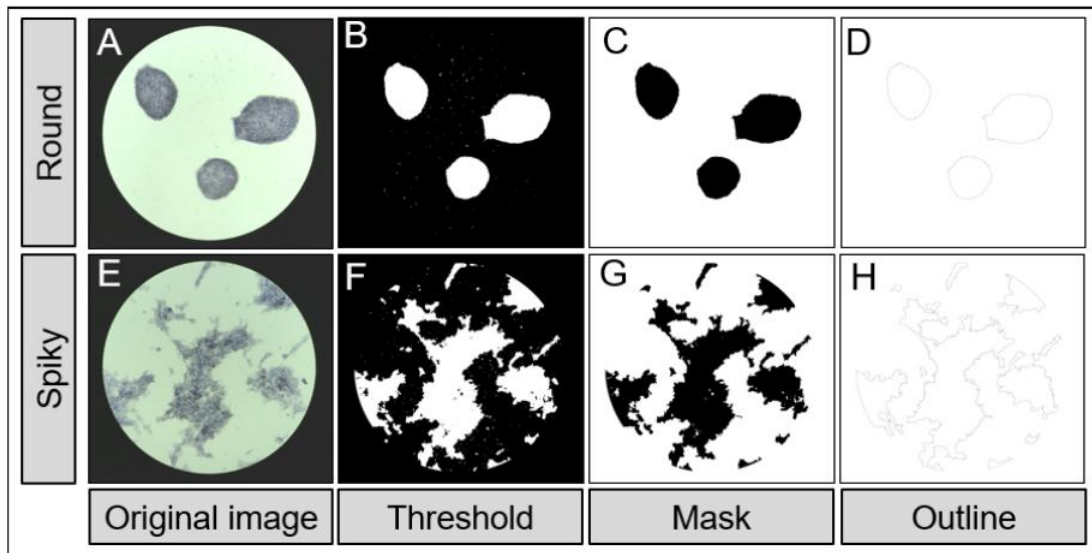 Round
A
B
C
D
Spiky
E
F
G
H
Original image
Threshold
Mask
Outline